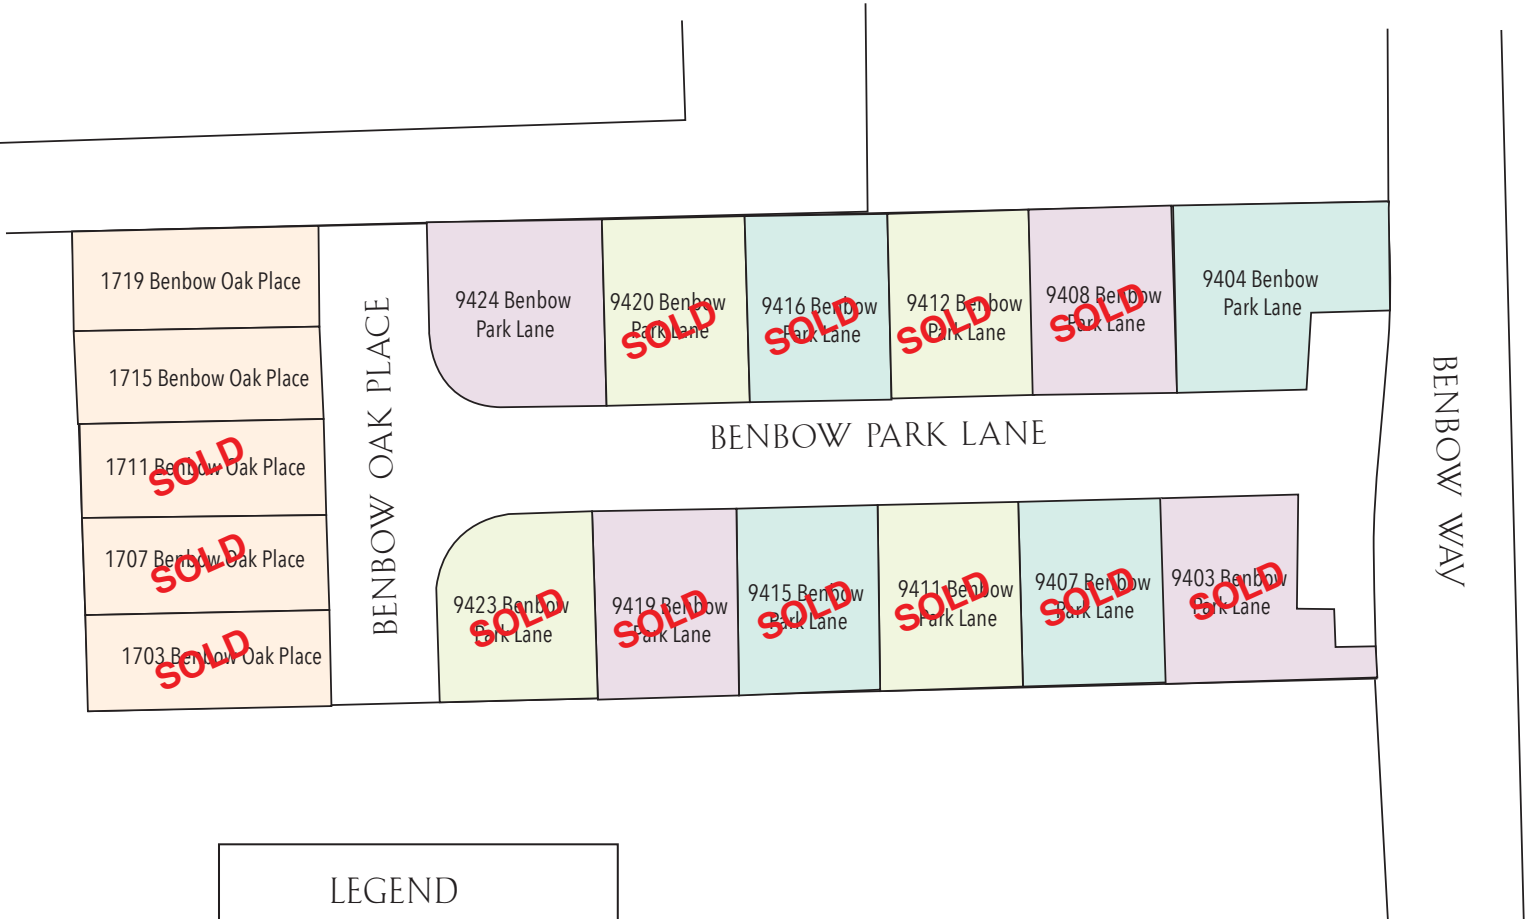 1719 Benbow Oak Place
1715 Benbow Oak Place
1711 Benbow Oak Place
SOLD
1707 Benbow Oak Place
SOLD
1703 Benbow Oak Place
SOLD
BENBOW OAK PLACE
9424 Benbow
Park Lane
9420 Benbow
Park Lane
SOLD
9416 Benbow
Park Lane
SOLD
9412 Benbow
Park Lane
SOLD
9408 Benbow
Park Lane
SOLD
9404 Benbow
Park Lane
BENBOW PARK LANE
9423 Benbow
Park Lane
SOLD
9419 Benbow
Park Lane
SOLD
9415 Benbow
Park Lane
SOLD
9411 Benbow
Park Lane
SOLD
9407 Benbow
Park Lane
SOLD
9403 Benbow
Park Lane
SOLD
BENBOW WAY
LEGEND